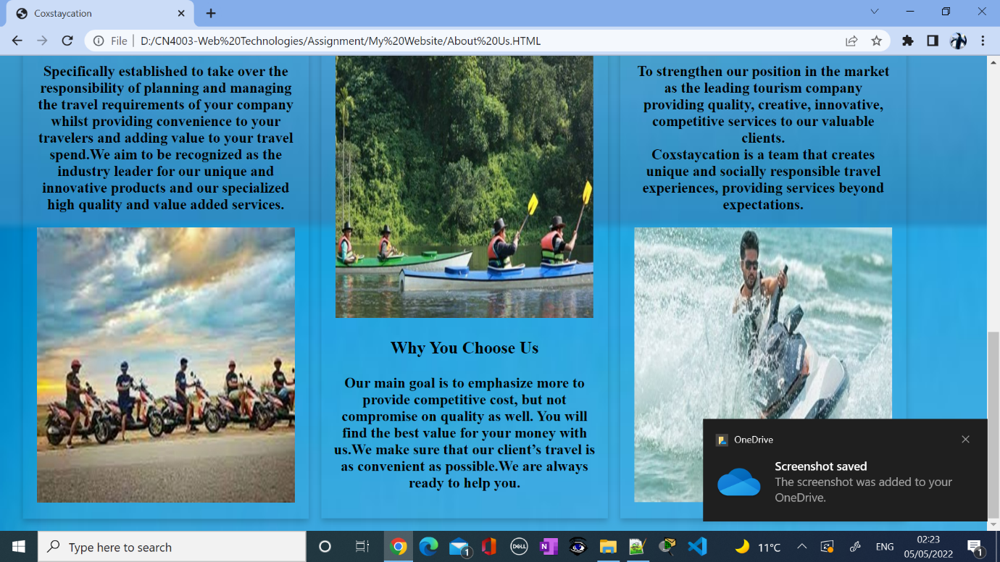 Coxstaycation
File
D:/CN4003-Web%20Technologies/Assignment/My%20Website/About%20Us.HTML
Specifically established to take over the
responsibility of planning and managing
the travel requirements of your company
whilst providing convenience to your
travelers and adding value to your travel
spend.We aim to be recognized as the
industry leader for our unique and
innovative products and our specialized
high quality and value added services.
Why You Choose Us
Our main goal is to emphasize more to
provide competitive cost, but not
compromise on quality as well. You will
find the best value for your money with
us.We make sure that our client’s travel is
as convenient as possible.We are always
ready to help you.
To strengthen our position in the market
as the leading tourism company
providing quality, creative, innovative,
competitive services to our valuable
clients.
Coxstaycation is a team that creates
unique and socially responsible travel
experiences, providing services beyond
expectations.
OneDrive
Screenshot saved
The screenshot was added to your
OneDrive.
Type here to search
1
DELL
N
11°C
ENG
02:23
05/05/2022
1